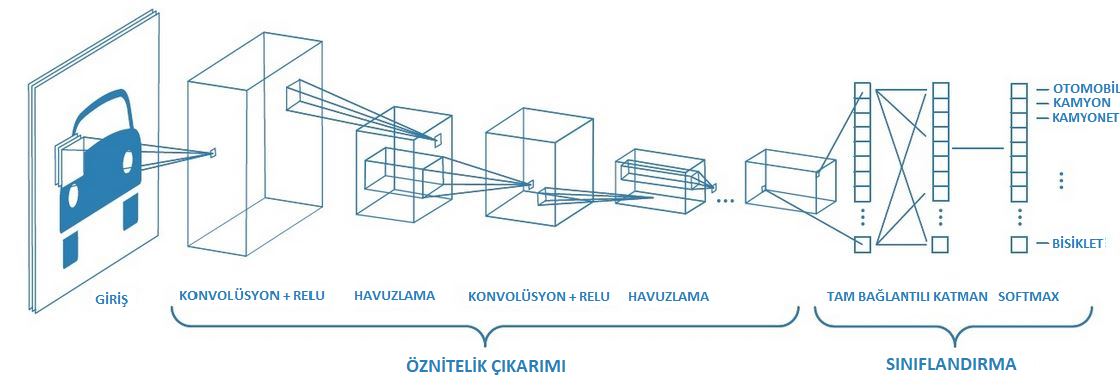 OTOMOBİL
KAMYON
KAMYONET
BİSİKLET
GİRİŞ
KONVOLÜSYON + RELU
HAVUZLAMA
KONVOLÜSYON + RELU
HAVUZLAMA
TAM BAĞLANTILI KATMAN
SOFTMAX
ÖZNİTELİK ÇIKARIMI
SINIFLANDIRMA